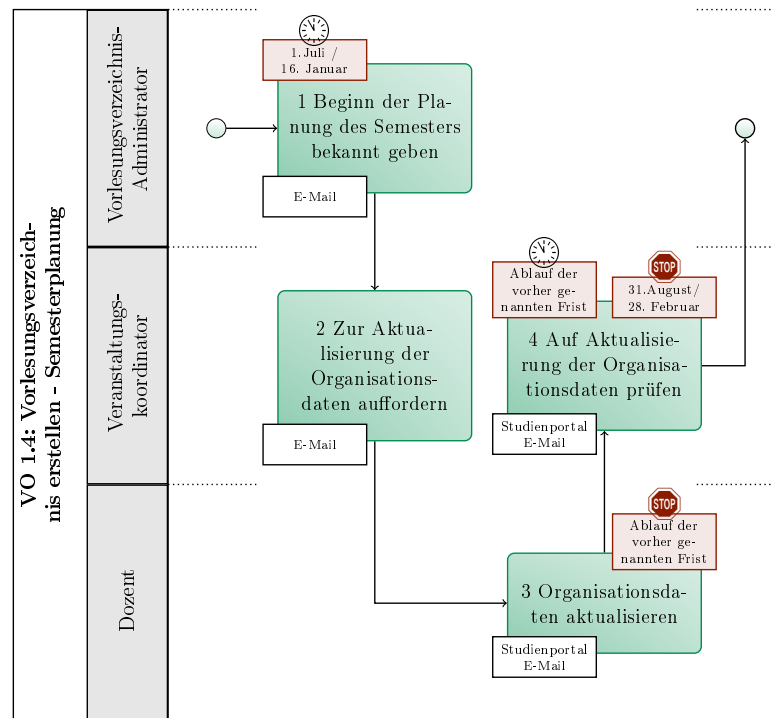 VO 1.4: Vorlesungsverzeich-
nis erstellen - Semesterplanung
Vorlesungsverzeichnis-
Administrator
1.Juli /
16. Januar
1 Beginn der Pla-
nung des Semesters
bekannt geben
E-Mail
Veranstaltungs-
koordinator
2 Zur Aktua-
lisierung der
Organisations-
daten auffordern
E-Mail
Ablauf der
vorher ge-
nannten Frist
STOP
31.August/
28. Februar
4 Auf Aktualisie-
rung der Organisa-
tionsdaten prüfen
Studienportal
E-Mail
Dozent
STOP
Ablauf der
vorher ge-
nannten Frist
3 Organisationsda-
ten aktualisieren
Studienportal
E-Mail